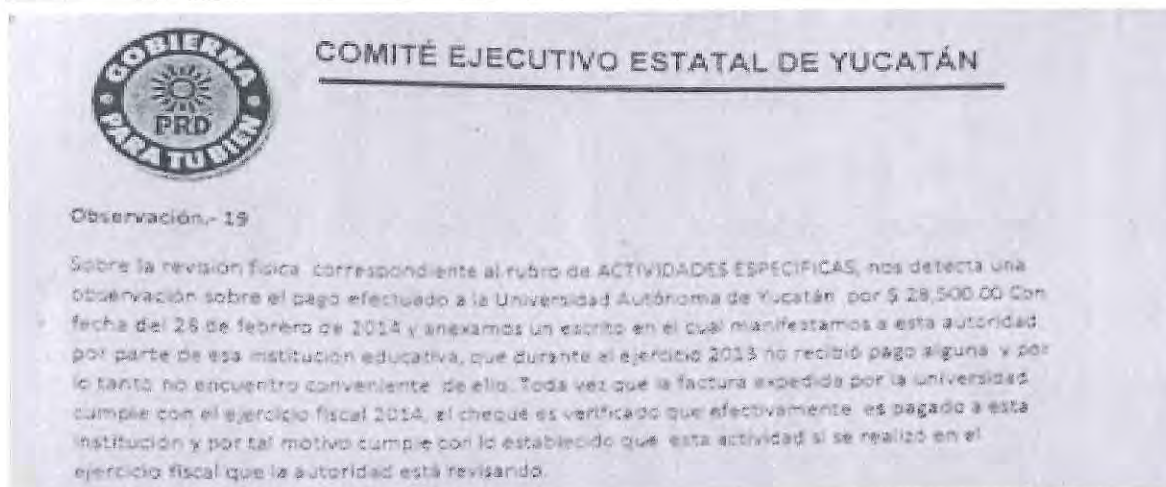 GOBIERNA
PARA TU BIEN
PRD
COMITÉ EJECUTIVO ESTATAL DE YUCATÁN
Observación.- 19
Sobre la revisión fisica correspondiente al rubro de ACTIVIDADES ESPECIFICAS, nos detecta una
observación sobre el pago efectuado a la Universidad Autónoma de Yucatán por $ 28,500.00 Con
fecha del 28 de febrero de 2014 y anexamos un escrito en el cual manifestamos a esta autoridad
por parte de esa institución educativa, que durante el ejercicio 2013 no recibió pago alguna y por
lo tanto no encuentro conveniente de ello. Toda vez que la factura expedida por la universidad
cumple con el ejercicio fiscal 2014, el cheque es verificado que efectivamente es pagado a esta
institución y por tal motivo cumple con lo establecido que esta actividad si se realizó en el
ejercicio fiscal que la autoridad está revisando.